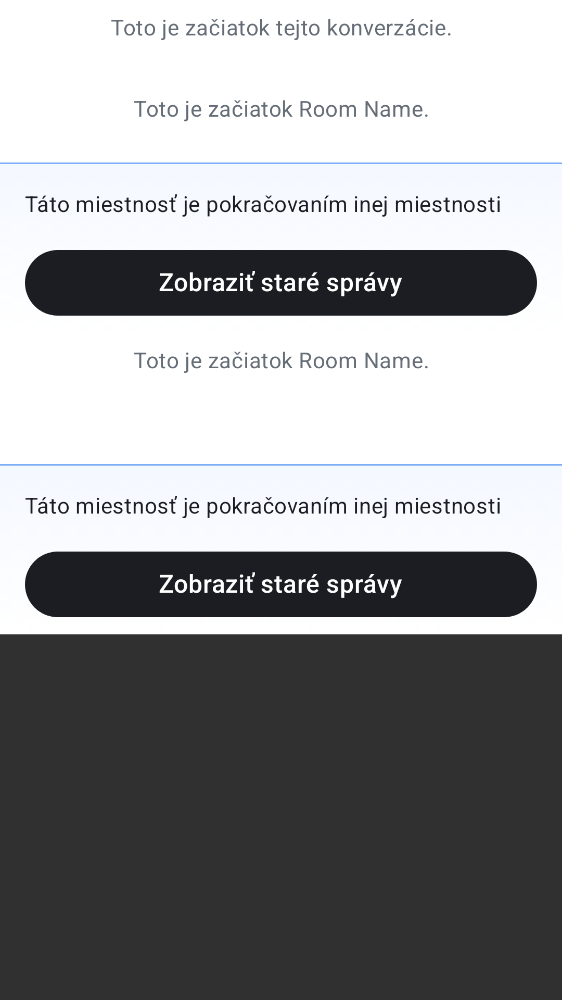 Toto je začiatok tejto konverzácie.
Toto je začiatok Room Name.
Táto miestnosť je pokračovaním inej miestnosti
Zobraziť staré správy
Toto je začiatok Room Name.
Táto miestnosť je pokračovaním inej miestnosti
Zobraziť staré správy